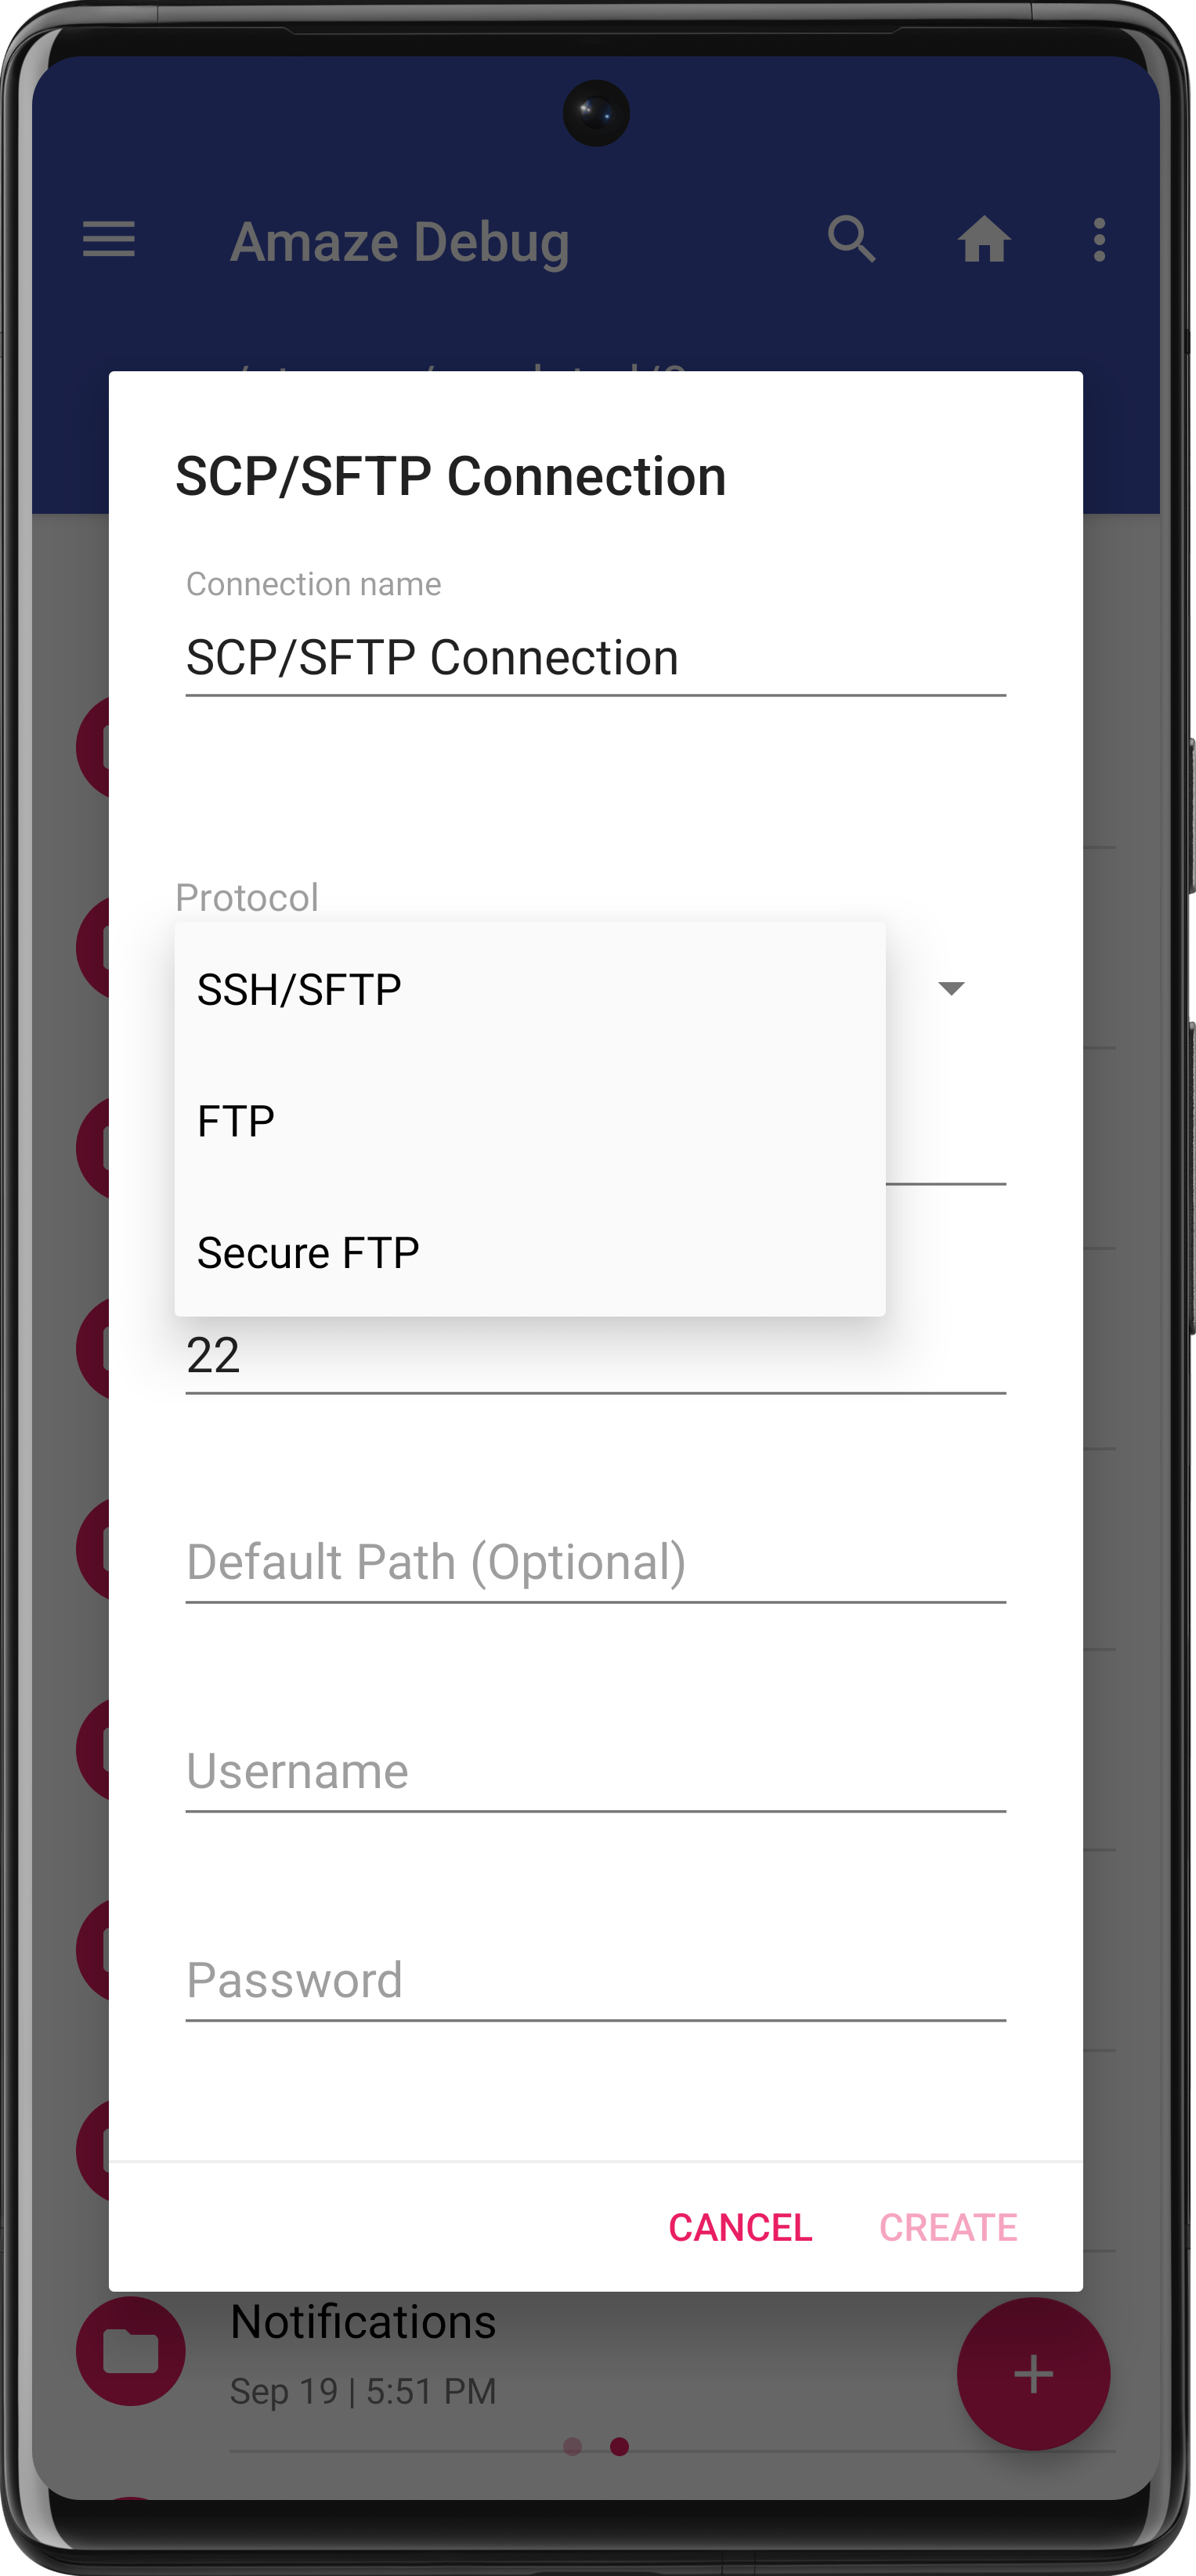 Amaze Debug
SCP/SFTP Connection
Connection name
SCP/SFTP Connection
Protocol
SSH/SFTP
FTP
Secure FTP
22
Default Path (Optional)
Username
Password
CANCEL CREATE
Notifications
Sep 19 | 5:51 PM